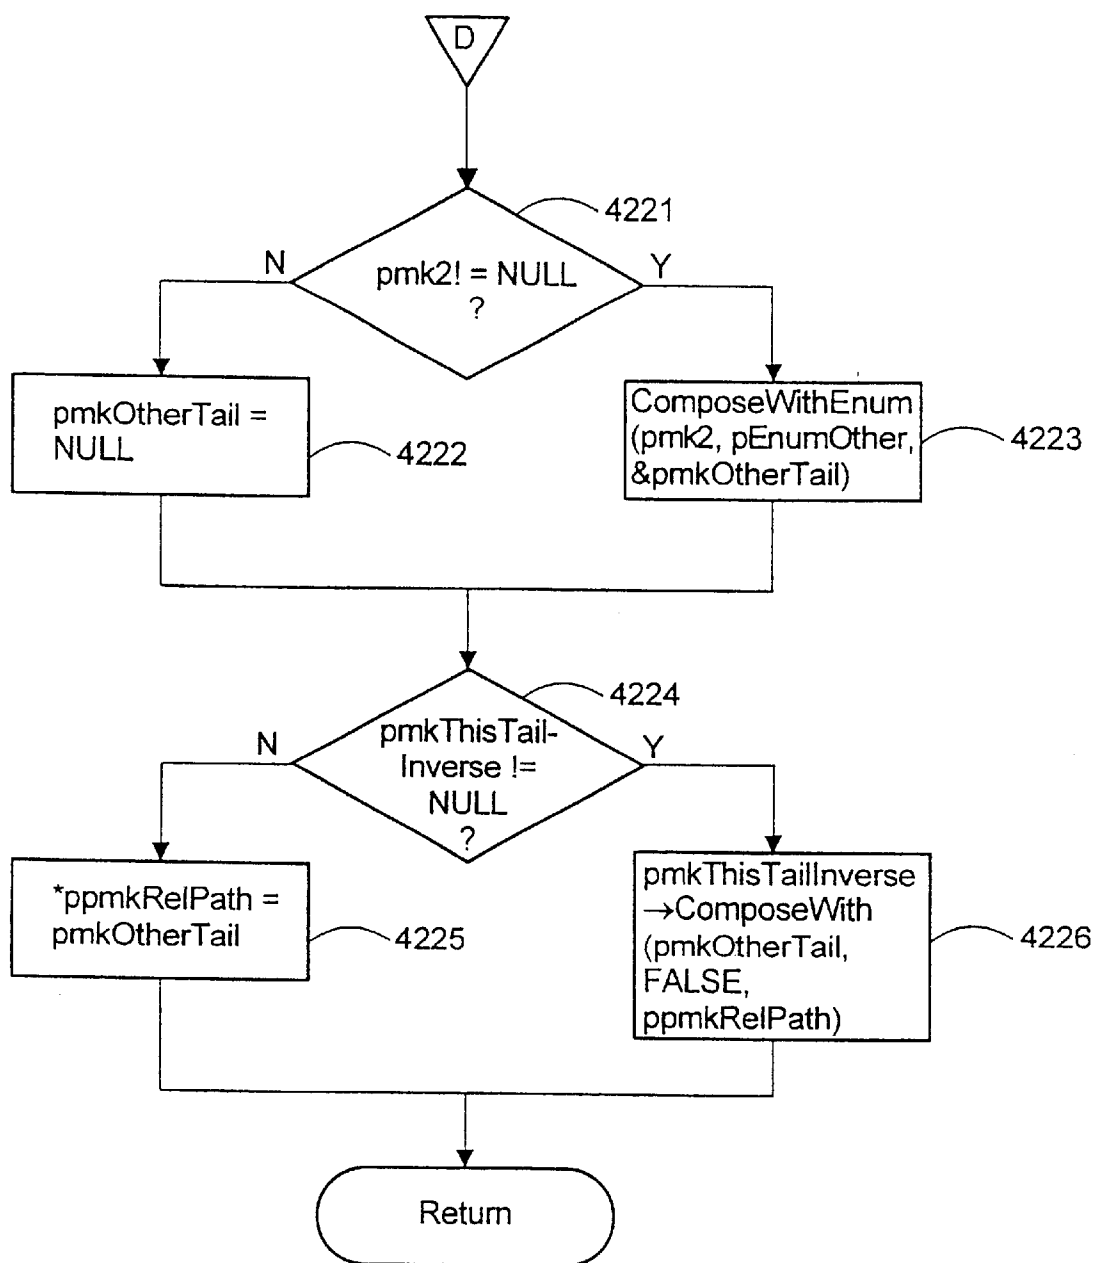 D
4221
N
Y
pmk2! = NULL
?
pmkOtherTail =
NULL
4222
ComposeWithEnum
(pmk2, pEnumOther,
&pmkOtherTail)
4223
4224
N
Y
pmkThisTail-
Inverse !=
NULL
?
*ppmkRelPath =
pmkOtherTail
4225
pmkThisTailInverse
→ComposeWith
(pmkOtherTail,
FALSE,
ppmkRelPath)
4226
Return